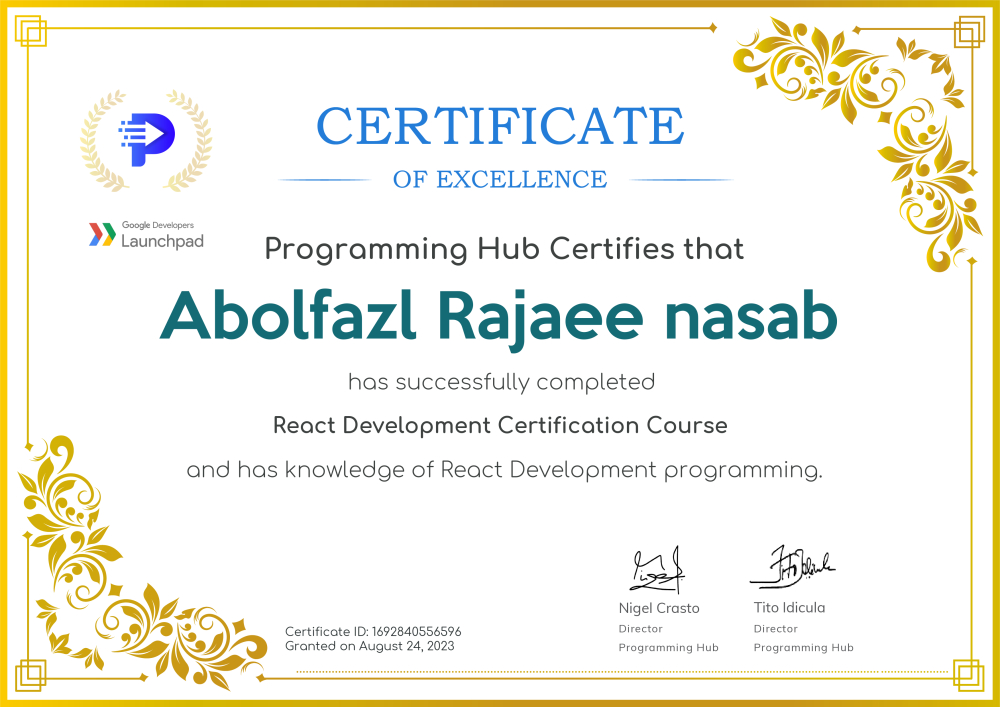 CERTIFICATE
OF EXCELLENCE
Google Developers
Launchpad
Programming Hub Certifies that
Abolfazl Rajaee nasab
has successfully completed
React Development Certification Course
and has knowledge of React Development programming.
Nigel Crasto
Director
Programming Hub
Tito Idicula
Director
Programming Hub
Certificate ID: 1692840556596
Granted on August 24, 2023